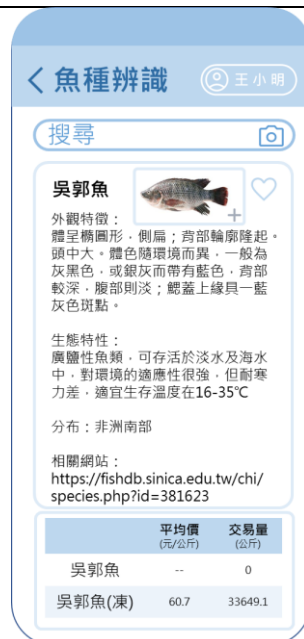 魚種辨識
王小明
搜尋
吳郭魚
外觀特徵：
體呈橢圓形，側扁；背部輪廓隆起。
頭中大。體色隨環境而異，一般為
灰黑色，或銀灰而帶有藍色，背部
較深，腹部則淡；鰓蓋上緣具一藍
灰色斑點。
生態特性：
廣鹽性魚類，可存活於淡水及海水
中，對環境的適應性很強，但耐寒
力差，適宜生存溫度在16-35℃
分布：非洲南部
相關網站：
https://fishdb.sinica.edu.tw/chi/
species.php?id=381623
平均價 交易量
(元/公斤) (公斤)
吳郭魚 -- 0
吳郭魚(凍) 60.7 33649.1